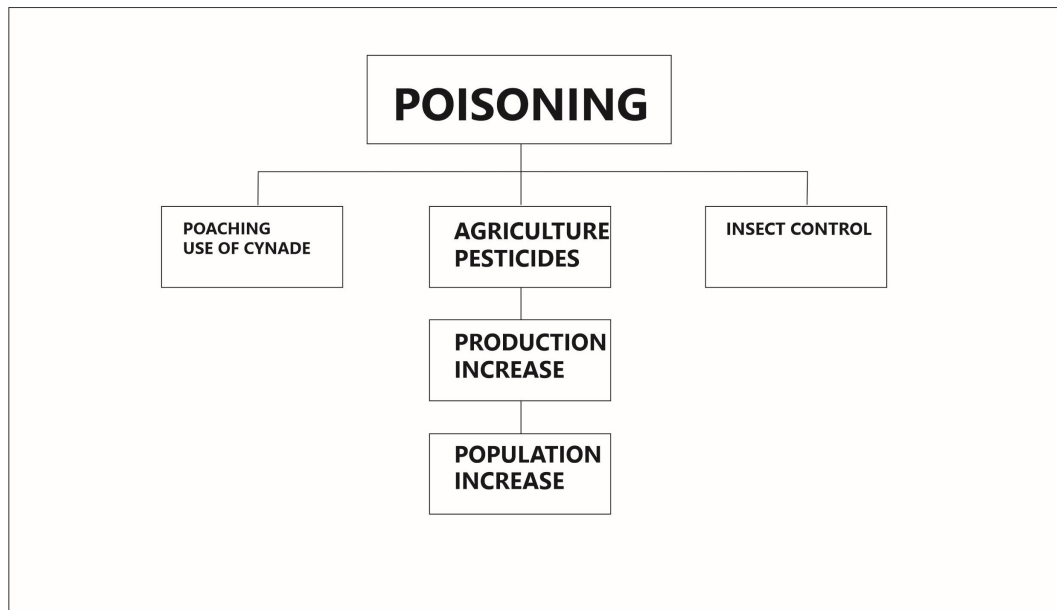 POISONING
POACHING
USE OF CYNADE
AGRICULTURE
PESTICIDES
INSECT CONTROL
PRODUCTION
INCREASE
POPULATION
INCREASE